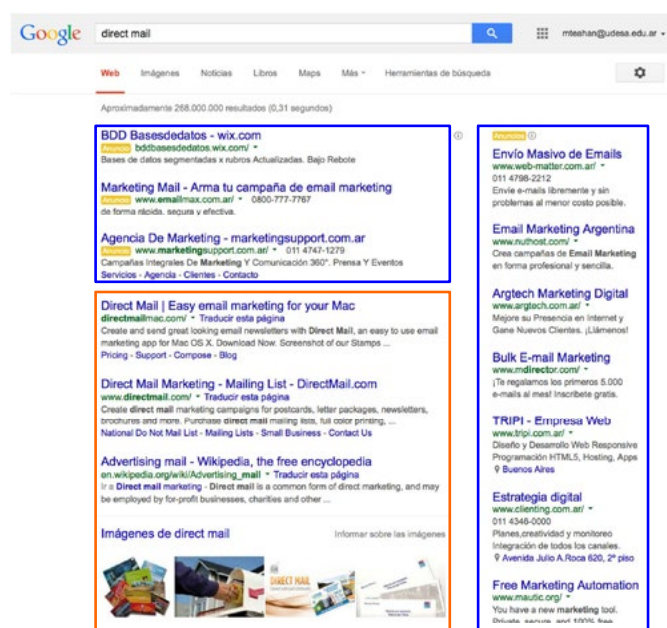 Google direct mail mteahan@udesa.edu.ar
Web Imágenes Noticias Libros Maps Más Herramientas de búsqueda
Aproximadamente 268.000.000 resultados (0,31 segundos)
BDD Basesdedatos - wix.com
Anuncio bddbasesdedatos.wix.com/
Bases de datos segmentadas x rubros Actualizadas. Bajo Rebote
Marketing Mail - Arma tu campaña de email marketing
Anuncio www.emailmax.com.ar/ 0800-777-7767
de forma rápida, segura y efectiva.
Agencia De Marketing - marketingsupport.com.ar
Anuncio www.marketingsupport.com.ar/ 011 4747-1279
Campañas Integrales De Marketing Y Comunicación 360°. Prensa Y Eventos
Servicios - Agencia - Clientes - Contacto
Direct Mail | Easy email marketing for your Mac
directmailmac.com/ Traducir esta página
Create and send great looking email newsletters with Direct Mail, an easy to use email
marketing app for Mac OS X. Download Now. Screenshot of our Stamps ...
Pricing - Support - Compose - Blog
Direct Mail Marketing - Mailing List - DirectMail.com
www.directmail.com/ Traducir esta página
Create direct mail marketing campaigns for postcards, letter packages, newsletters,
brochures and more. Purchase direct mail mailing lists, full color printing, ...
National Do Not Mail List - Mailing Lists - Small Business - Contact Us
Advertising mail - Wikipedia, the free encyclopedia
en.wikipedia.org/wiki/Advertising_mail Traducir esta página
Ir a Direct mail marketing - Direct mail is a common form of direct marketing, and may
be employed by for-profit businesses, charities and other ...
Imágenes de direct mail Informar sobre las imágenes
DIRECT MAIL
Anuncios
Envío Masivo de Emails
www.web-matter.com.ar/
011 4798-2212
Envíe e-mails libremente y sin
problemas al menor costo posible.
Email Marketing Argentina
www.nuthost.com/
Crea campañas de Email Marketing
en forma profesional y sencilla.
Argtech Marketing Digital
www.argtech.com.ar/
Mejore su Presencia en Internet y
Gane Nuevos Clientes. ¡Llámenos!
Bulk E-mail Marketing
www.mdirector.com/
¡Te regalamos los primeros 5.000
e-mails al mes! Inscríbete gratis.
TRIPI - Empresa Web
www.tripi.com.ar/
Diseño y Desarrollo Web Responsive
Programación HTML5, Hosting, Apps
Buenos Aires
Estrategia digital
www.clienting.com.ar/
011 4346-0000
Planes,creatividad y monitoreo
Integración de todos los canales.
Avenida Julio A.Roca 620, 2º piso
Free Marketing Automation
www.mautic.org/
You have a new marketing tool.
Private, secure, and 100% free